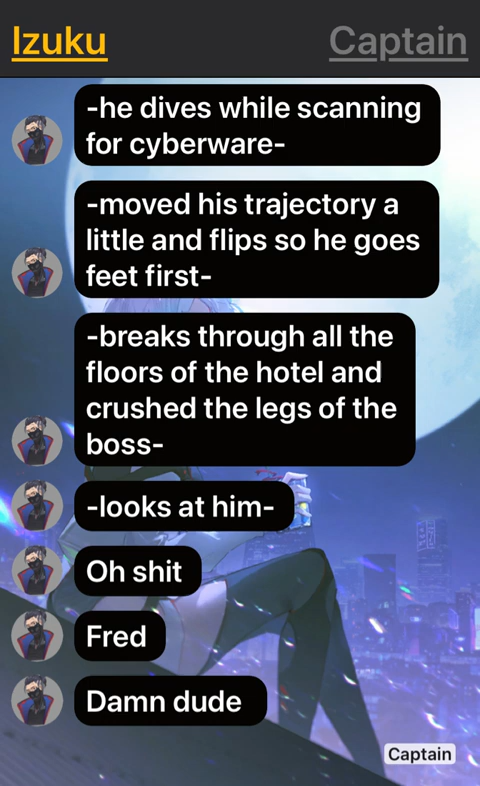 Izuku
Captain
-he dives while scanning
for cyberware-
-moved his trajectory a
little and flips so he goes
feet first-
-breaks through all the
floors of the hotel and
crushed the legs of the
boss-
-looks at him-
Oh shit
Fred
Damn dude
Captain